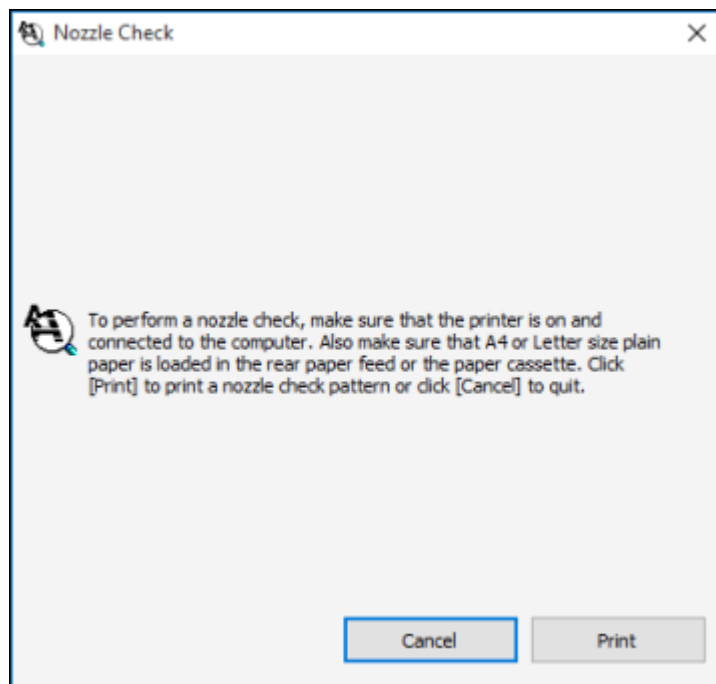 Nozzle Check
To perform a nozzle check, make sure that the printer is on and
connected to the computer. Also make sure that A4 or Letter size plain
paper is loaded in the rear paper feed or the paper cassette. Click
[Print] to print a nozzle check pattern or click [Cancel] to quit.
Cancel
Print